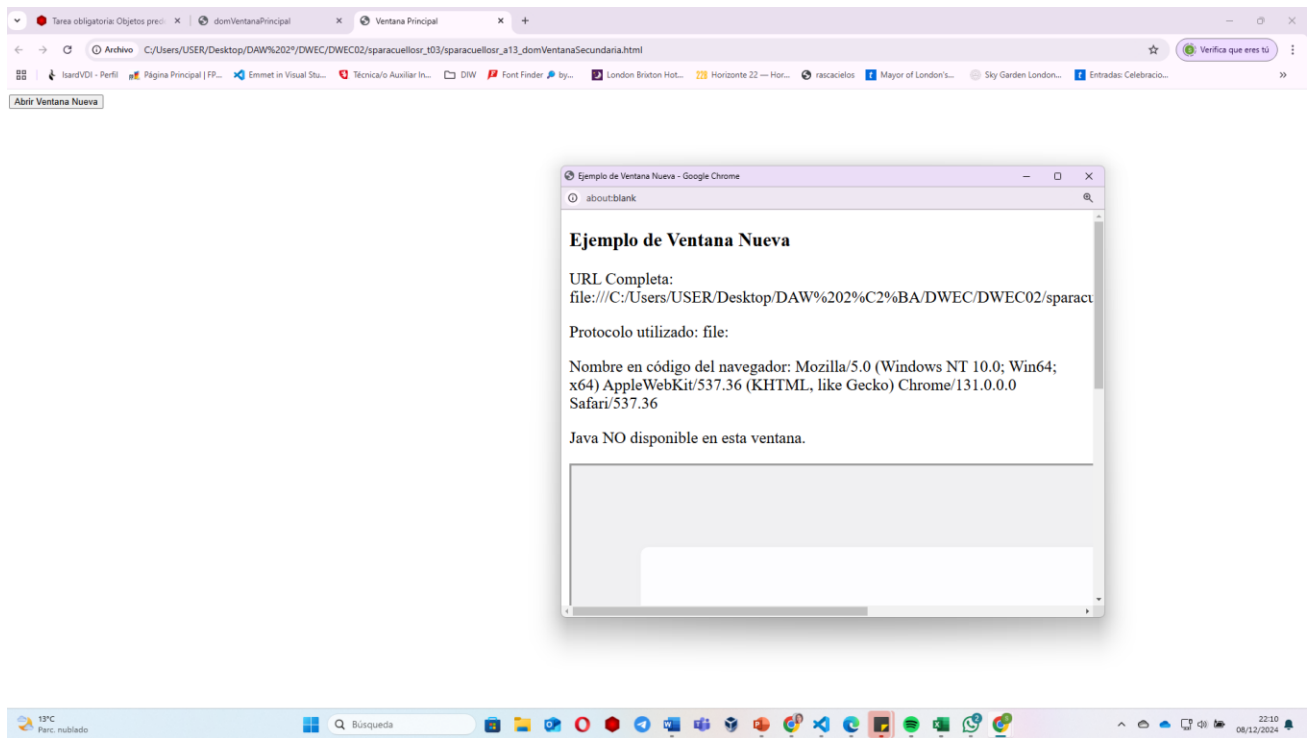 Tarea obligatoria: Objetos pred
domVentanaPrincipal
Ventana Principal
Archivo C:/Users/USER/Desktop/DAW%202º/DWEC/DWEC02/sparacuellosr_t03/sparacuellosr_a13_domVentanaSecundaria.html
Verifica que eres tú
IsardVDI - Perfil
Página Principal | FP...
Emmet in Visual Stu...
Técnica/o Auxiliar In...
DIW
Font Finder 🔎 by...
London Brixton Hot...
Horizonte 22 — Hor...
rascacielos
Mayor of London's...
Sky Garden London...
Entradas: Celebracio...
Abrir Ventana Nueva
Ejemplo de Ventana Nueva - Google Chrome
about:blank
Ejemplo de Ventana Nueva
URL Completa:
file:///C:/Users/USER/Desktop/DAW%202%C2%BA/DWEC/DWEC02/sparacu
Protocolo utilizado: file:
Nombre en código del navegador: Mozilla/5.0 (Windows NT 10.0; Win64;
x64) AppleWebKit/537.36 (KHTML, like Gecko) Chrome/131.0.0.0
Safari/537.36
Java NO disponible en esta ventana.
13°C
Parc. nublado
Búsqueda
22:10
08/12/2024